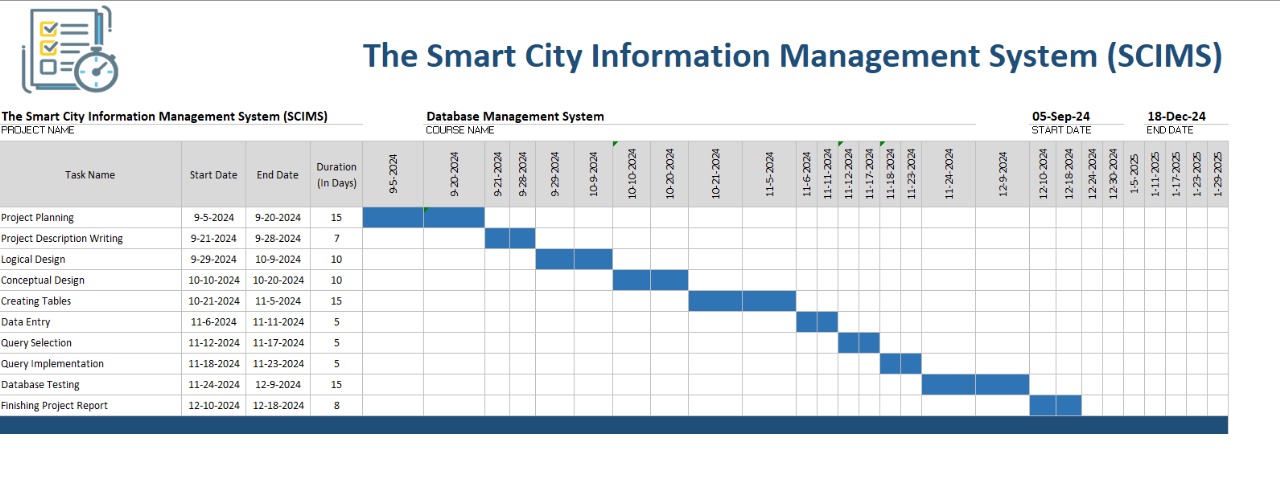 The Smart City Information Management System (SCIMS)
The Smart City Information Management System (SCIMS) Database Management System 05-Sep-24 18-Dec-24
PROJECT NAME COURSE NAME START DATE END DATE
Task Name Start Date End Date Duration (In Days) 9-5-2024 9-20-2024 9-21-2024 9-28-2024 9-29-2024 10-9-2024 10-10-2024 10-20-2024 10-21-2024 11-5-2024 11-6-2024 11-11-2024 11-12-2024 11-17-2024 11-18-2024 11-23-2024 11-24-2024 12-9-2024 12-10-2024 12-18-2024 12-24-2024 12-30-2024 1-5-2025 1-11-2025 1-17-2025 1-23-2025 1-29-2025
Project Planning 9-5-2024 9-20-2024 15
Project Description Writing 9-21-2024 9-28-2024 7
Logical Design 9-29-2024 10-9-2024 10
Conceptual Design 10-10-2024 10-20-2024 10
Creating Tables 10-21-2024 11-5-2024 15
Data Entry 11-6-2024 11-11-2024 5
Query Selection 11-12-2024 11-17-2024 5
Query Implementation 11-18-2024 11-23-2024 5
Database Testing 11-24-2024 12-9-2024 15
Finishing Project Report 12-10-2024 12-18-2024 8